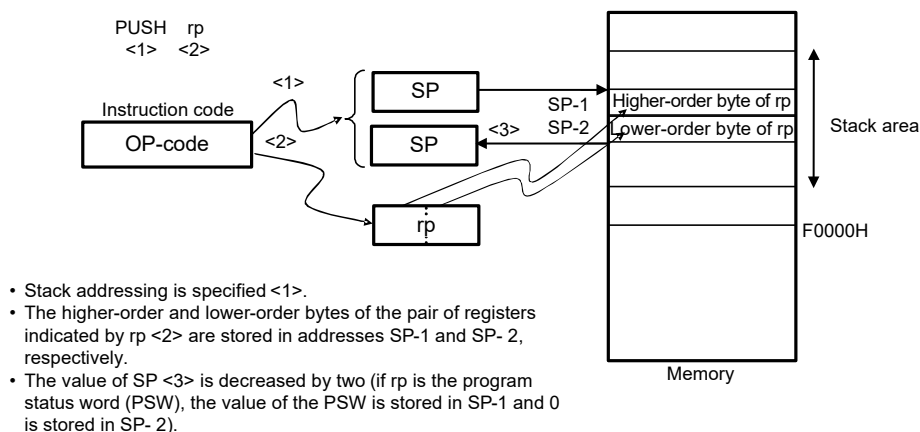 PUSH rp
<1> <2>
<1>
Instruction code
OP-code
<2>
SP
SP
<3>
SP-1
SP-2
rp
Higher-order byte of rp
Lower-order byte of rp
Stack area
F0000H
Memory
• Stack addressing is specified <1>.
• The higher-order and lower-order bytes of the pair of registers
indicated by rp <2> are stored in addresses SP-1 and SP- 2,
respectively.
• The value of SP <3> is decreased by two (if rp is the program
status word (PSW), the value of the PSW is stored in SP-1 and 0
is stored in SP- 2).